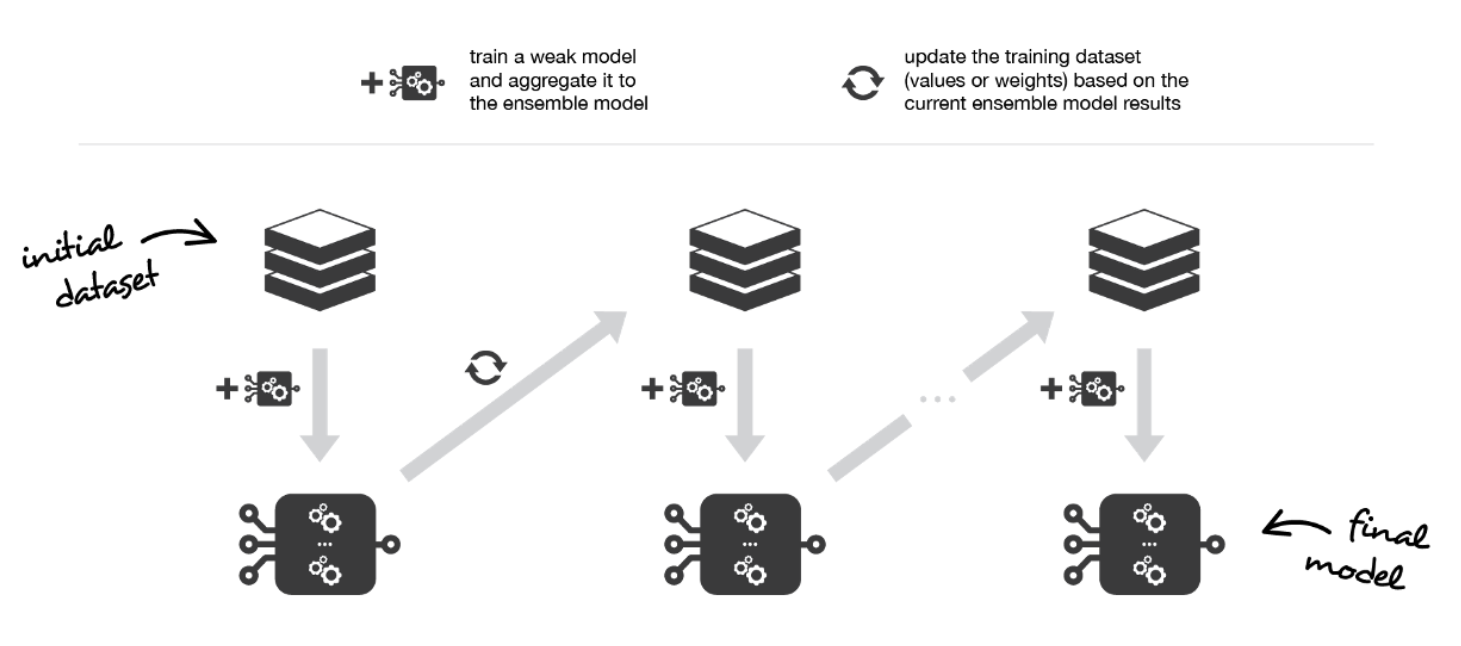 train a weak model
and aggregate it to
the ensemble model
update the training dataset
(values or weights) based on the
current ensemble model results
initial
dataset
...
final
model